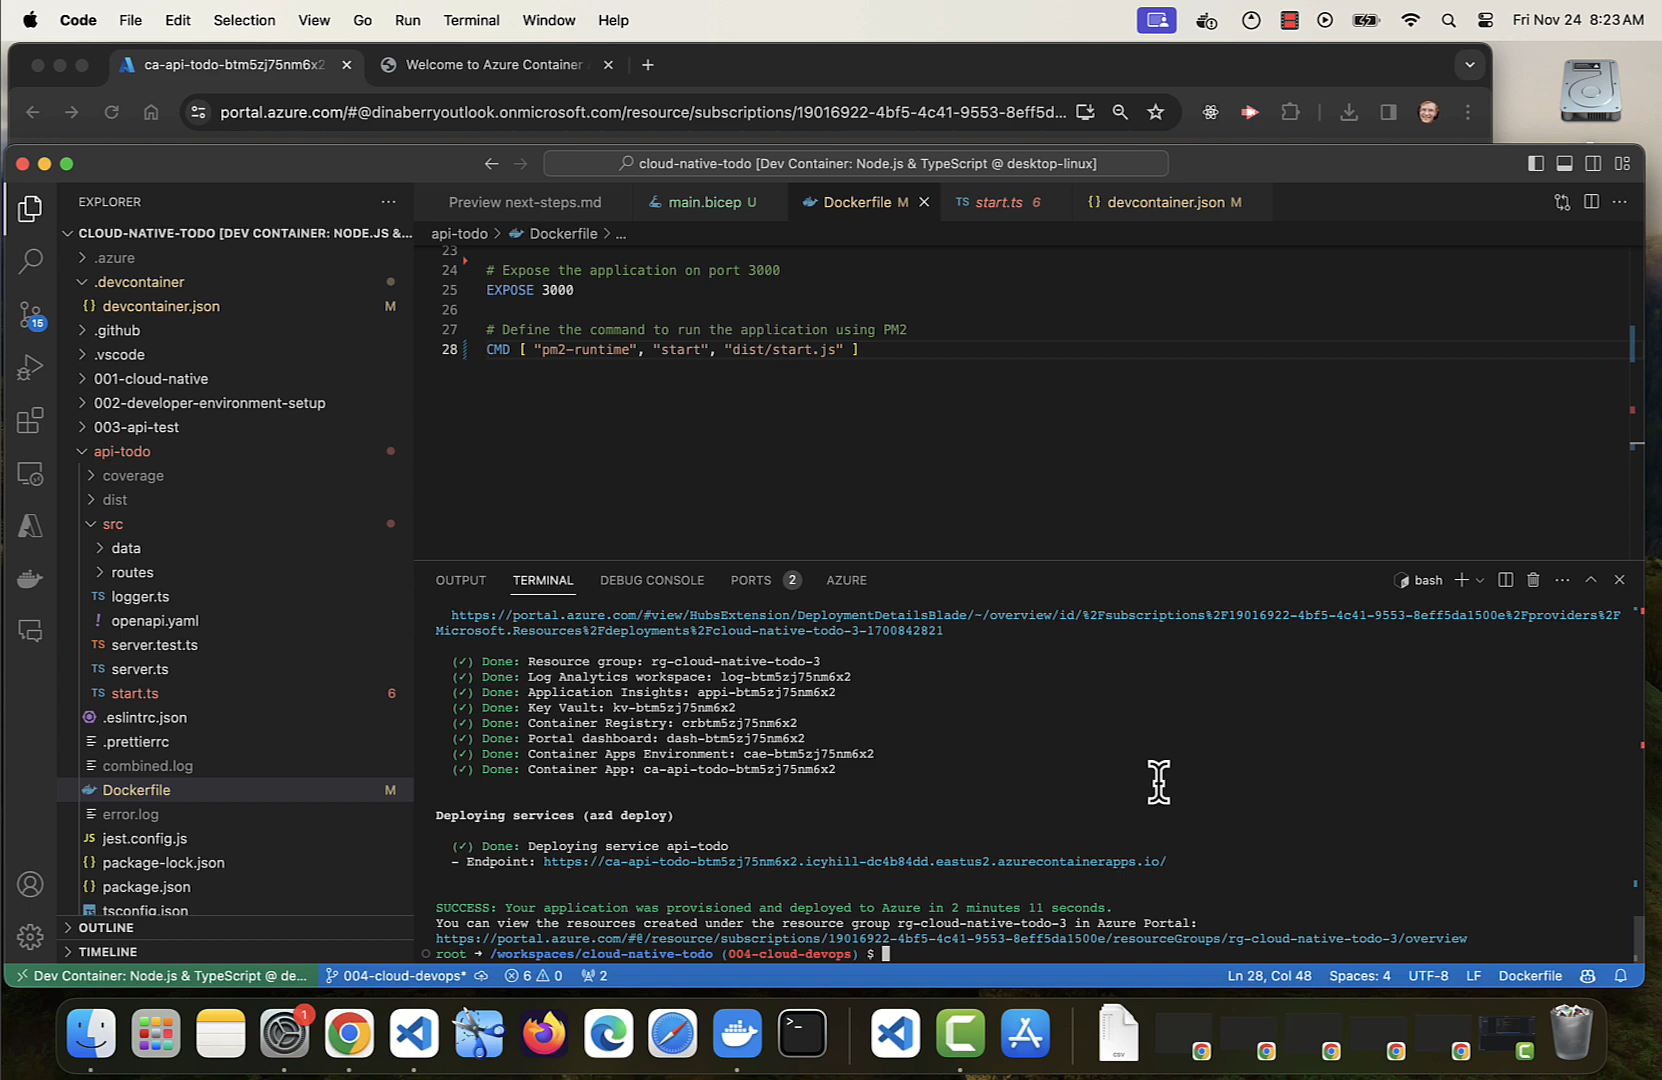 Code File Edit Selection View Go Run Terminal Window Help Fri Nov 24 8:23 AM
ca-api-todo-btm5zj75nm6x2
Welcome to Azure Container
portal.azure.com/#@dinaberryoutlook.onmicrosoft.com/resource/subscriptions/19016922-4bf5-4c41-9553-8eff5d...
cloud-native-todo [Dev Container: Node.js & TypeScript @ desktop-linux]
EXPLORER
Preview next-steps.md
main.bicep U
Dockerfile M
start.ts 6
devcontainer.json M
api-todo > Dockerfile > ...
CLOUD-NATIVE-TODO [DEV CONTAINER: NODE.JS &...
.azure
.devcontainer
devcontainer.json M
.github
.vscode
001-cloud-native
002-developer-environment-setup
003-api-test
api-todo
coverage
dist
src
data
routes
TS logger.ts
! openapi.yaml
TS server.test.ts
TS server.ts
TS start.ts 6
.eslintrc.json
.prettierrc
combined.log
Dockerfile M
error.log
JS jest.config.js
{} package-lock.json
{} package.json
tsconfig.json
OUTLINE
TIMELINE
23
24 # Expose the application on port 3000
25 EXPOSE 3000
26
27 # Define the command to run the application using PM2
28 CMD [ "pm2-runtime", "start", "dist/start.js" ]
OUTPUT TERMINAL DEBUG CONSOLE PORTS 2 AZURE
bash
https://portal.azure.com/#view/HubsExtension/DeploymentDetailsBlade/~/overview/id/%2Fsubscriptions%2F19016922-4bf5-4c41-9553-8eff5da1500e%2Fproviders%2F
Microsoft.Resources%2Fdeployments%2Fcloud-native-todo-3-1700842821
(✓) Done: Resource group: rg-cloud-native-todo-3
(✓) Done: Log Analytics workspace: log-btm5zj75nm6x2
(✓) Done: Application Insights: appi-btm5zj75nm6x2
(✓) Done: Key Vault: kv-btm5zj75nm6x2
(✓) Done: Container Registry: crbtm5zj75nm6x2
(✓) Done: Portal dashboard: dash-btm5zj75nm6x2
(✓) Done: Container Apps Environment: cae-btm5zj75nm6x2
(✓) Done: Container App: ca-api-todo-btm5zj75nm6x2
Deploying services (azd deploy)
(✓) Done: Deploying service api-todo
- Endpoint: https://ca-api-todo-btm5zj75nm6x2.icyhill-dc4b84dd.eastus2.azurecontainerapps.io/
SUCCESS: Your application was provisioned and deployed to Azure in 2 minutes 11 seconds.
You can view the resources created under the resource group rg-cloud-native-todo-3 in Azure Portal:
https://portal.azure.com/#@/resource/subscriptions/19016922-4bf5-4c41-9553-8eff5da1500e/resourceGroups/rg-cloud-native-todo-3/overview
root ➜ /workspaces/cloud-native-todo (004-cloud-devops) $
15
Dev Container: Node.js & TypeScript @ de...
004-cloud-devops*
6 0
2
Ln 28, Col 48 Spaces: 4 UTF-8 LF Dockerfile
1
CSV